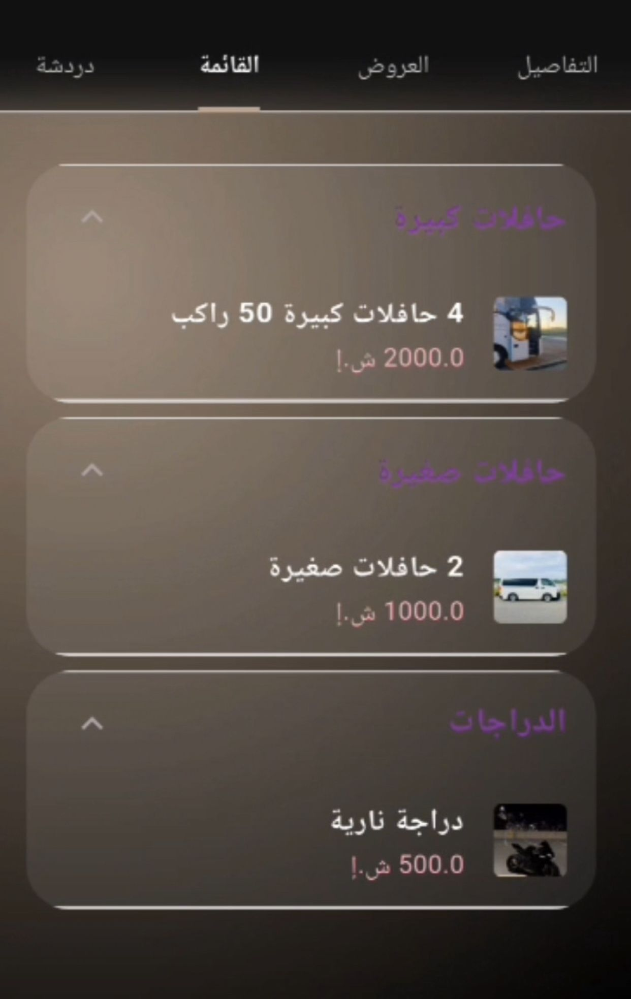 التفاصيل العروض القائمة دردشة
حافلات كبيرة
4 حافلات كبيرة 50 راكب
2000.0 ش.إ
حافلات صغيرة
2 حافلات صغيرة
1000.0 ش.إ
الدراجات
دراجة نارية
500.0 ش.إ